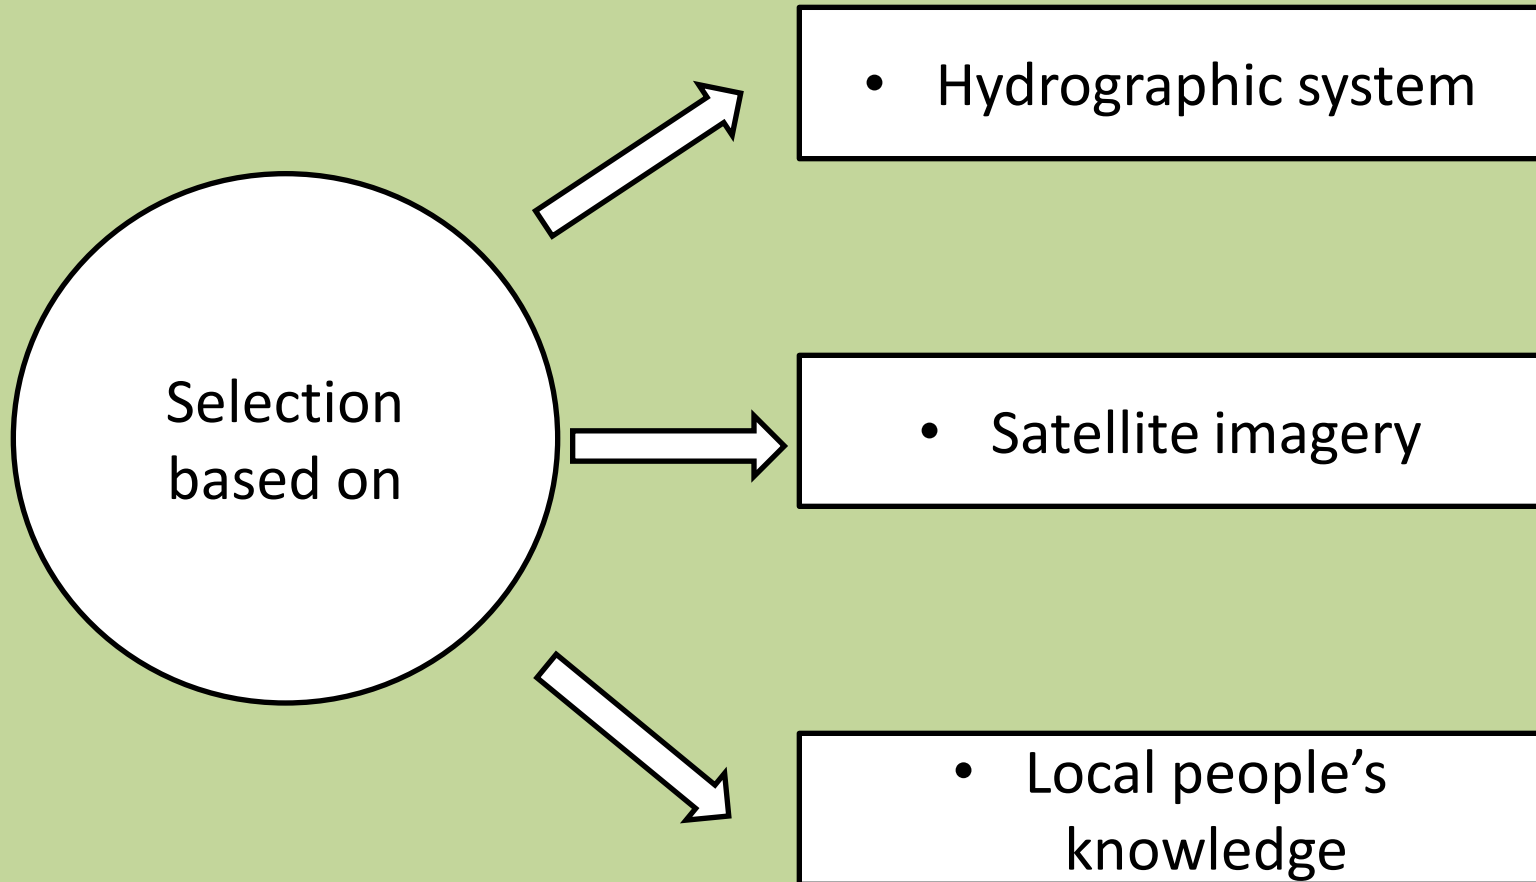 Selection
based on
• Hydrographic system
• Satellite imagery
• Local people’s
knowledge